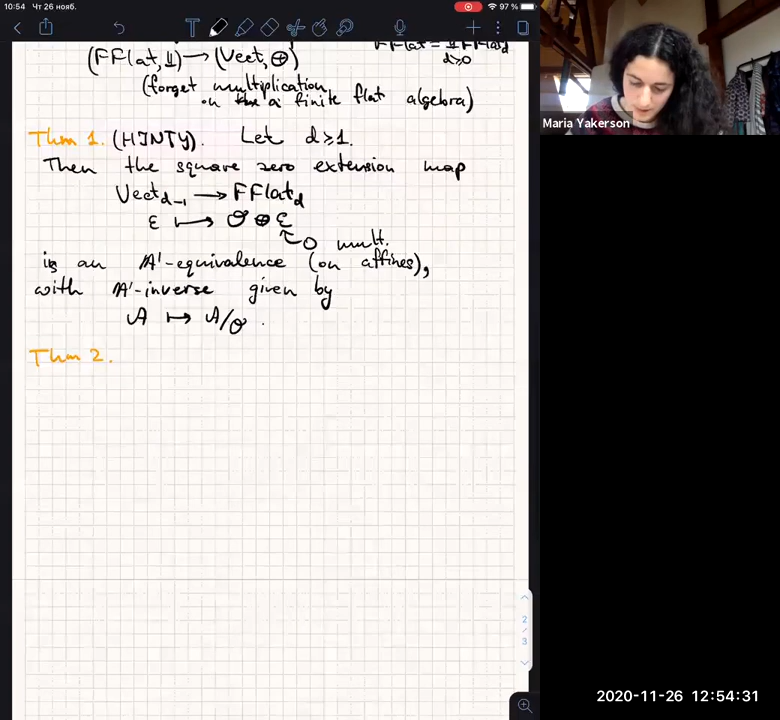 10:54 Чт 26 нояб.
97 %
(FFlat, ⨿) → (Vect, ⊕)
FFlat = ⨿ FFlat_d
d≥0
(forget multiplication
on a finite flat algebra)
Thm 1. (HJNTY). Let d ≥ 1.
Then the square zero extension map
Vect_{d-1} → FFlat_d
ε ↦ O ⊕ ε
0 mult.
is an A¹-equivalence (on affines),
with A¹-inverse given by
A ↦ A/O .
Thm 2.
Maria Yakerson
2
/
3
2020-11-26 12:54:31